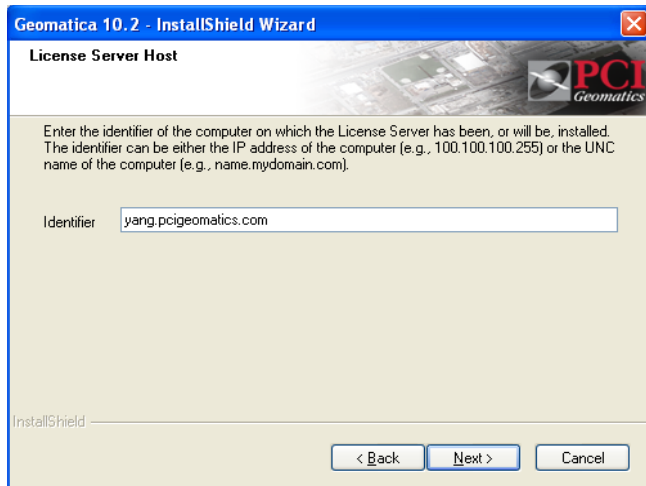 Geomatica 10.2 - InstallShield Wizard
License Server Host
PCI
Geomatics
Enter the identifier of the computer on which the License Server has been, or will be, installed.
The identifier can be either the IP address of the computer (e.g., 100.100.100.255) or the UNC
name of the computer (e.g., name.mydomain.com).
Identifier yang.pcigeomatics.com
InstallShield
< Back Next > Cancel